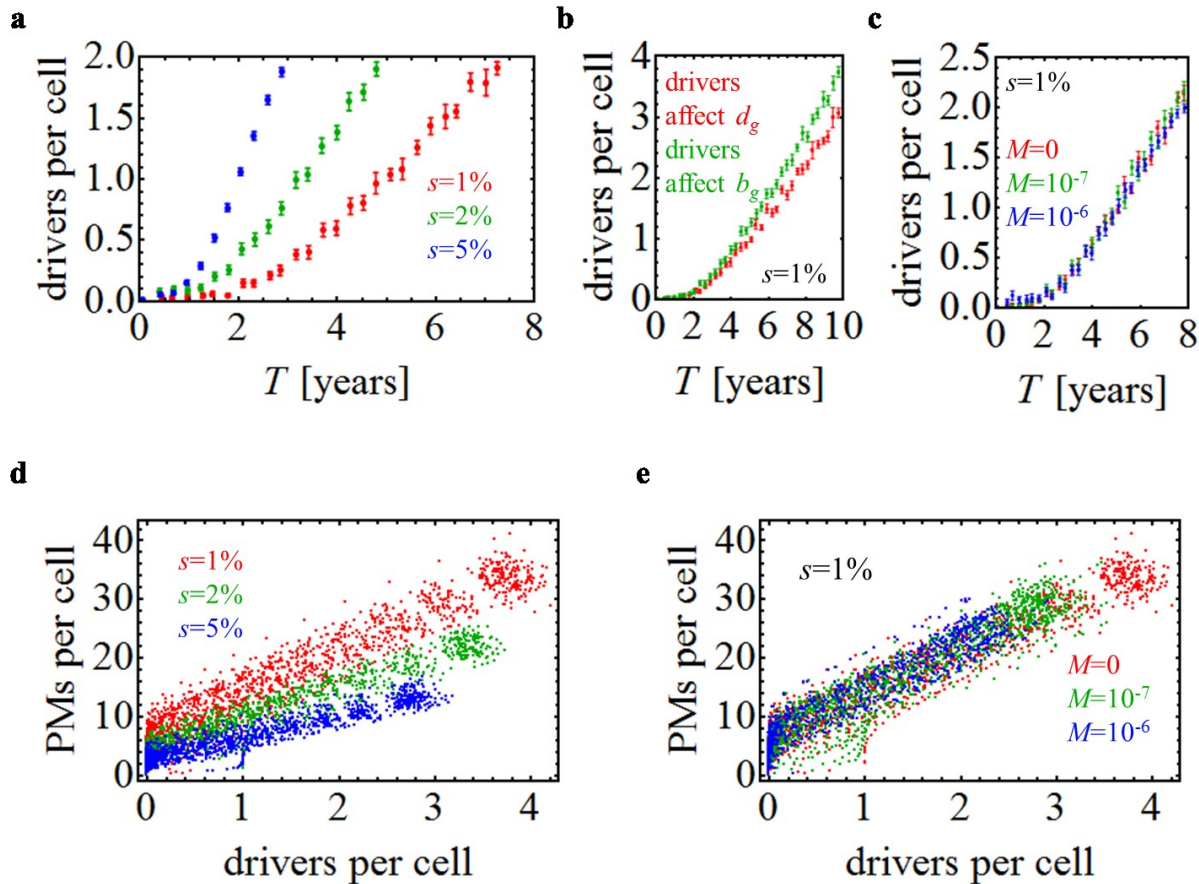 a
drivers per cell
2.0
1.5
1.0
0.5
0.0
0 2 4 6 8
T [years]
s=1%
s=2%
s=5%
b
drivers per cell
4
3
2
1
0
0 2 4 6 8 10
T [years]
drivers
affect dg
drivers
affect bg
s=1%
c
drivers per cell
2.5
2.0
1.5
1.0
0.5
0.0
0 2 4 6 8
T [years]
s=1%
M=0
M=10-7
M=10-6
d
PMs per cell
40
30
20
10
0
0 1 2 3 4
drivers per cell
s=1%
s=2%
s=5%
e
PMs per cell
40
30
20
10
0
0 1 2 3 4
drivers per cell
s=1%
M=0
M=10-7
M=10-6